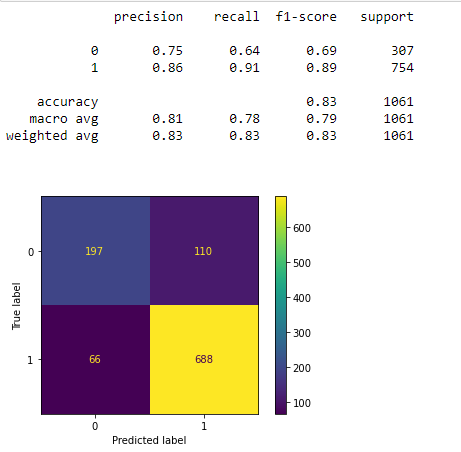 precision recall f1-score support
0 0.75 0.64 0.69 307
1 0.86 0.91 0.89 754
accuracy 0.83 1061
macro avg 0.81 0.78 0.79 1061
weighted avg 0.83 0.83 0.83 1061
600
0 197 110
500
400
True label
300
1 66 688
200
100
0 1
Predicted label